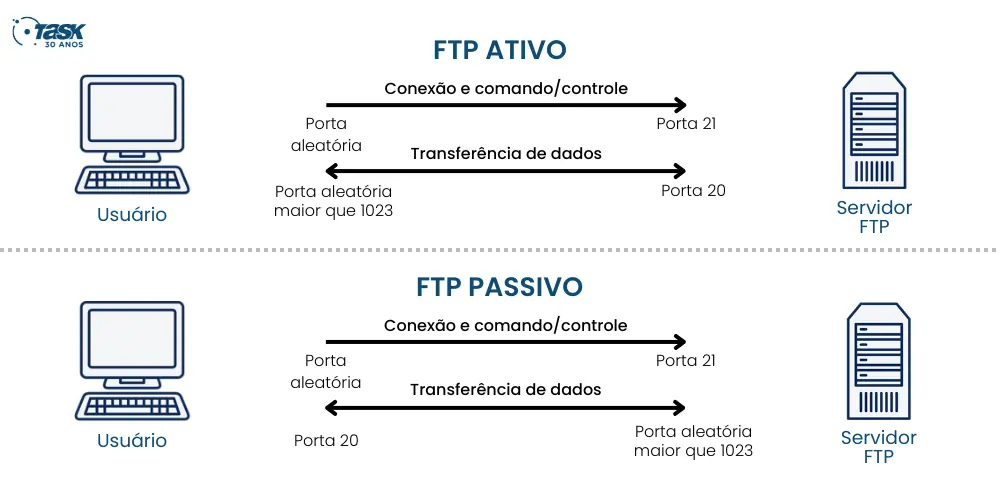 TASK
30 ANOS
FTP ATIVO
Conexão e comando/controle
Porta
aleatória
Porta 21
Transferência de dados
Porta aleatória
maior que 1023
Porta 20
Usuário
Servidor
FTP
FTP PASSIVO
Conexão e comando/controle
Porta
aleatória
Porta 21
Transferência de dados
Porta 20
Porta aleatória
maior que 1023
Usuário
Servidor
FTP